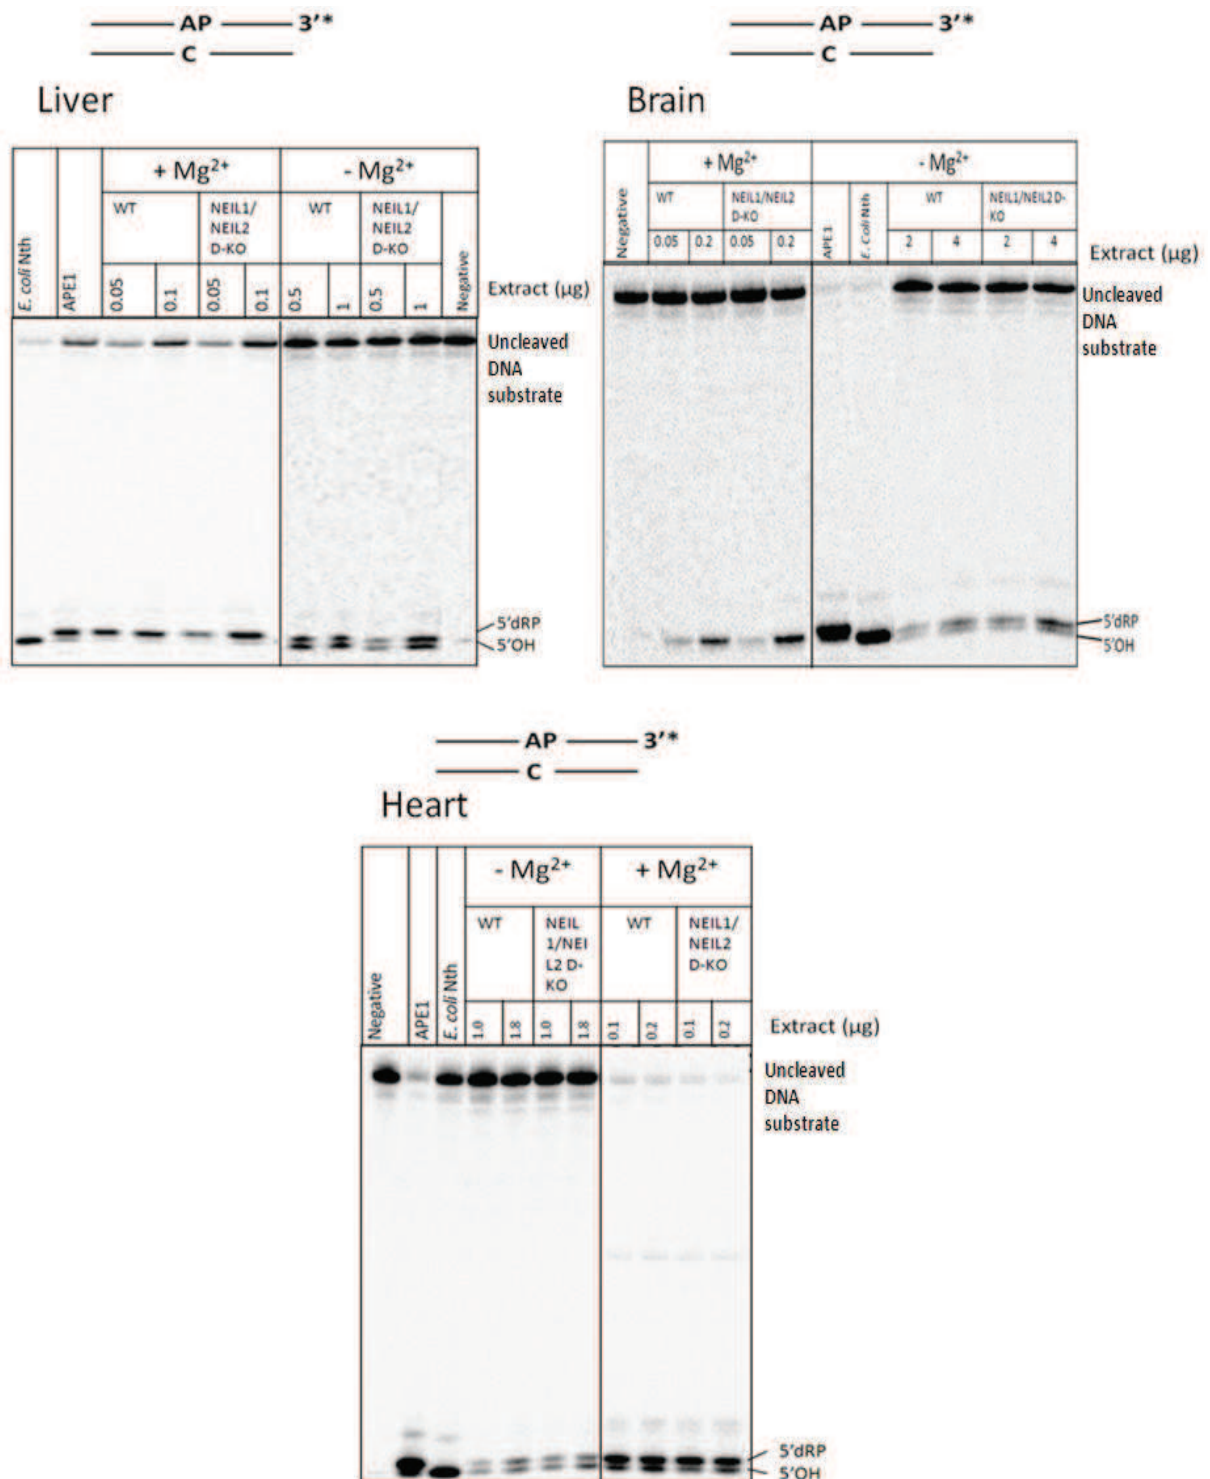 AP 3’*
C
Liver
E. coli Nth
APE1
+ Mg2+
- Mg2+
WT
NEIL1/
NEIL2
D-KO
WT
NEIL1/
NEIL2
D-KO
0.05
0.1
0.05
0.1
0.5
1
0.5
1
Negative
Extract (µg)
Uncleaved
DNA
substrate
5’dRP
5’OH
AP 3’*
C
Brain
Negative
+ Mg2+
- Mg2+
WT
NEIL1/NEIL2
D-KO
APE1
E. Coli Nth
WT
NEIL1/NEIL2 D-
KO
0.05
0.2
0.05
0.2
2
4
2
4
Extract (µg)
Uncleaved
DNA
substrate
5’dRP
5’OH
AP 3’*
C
Heart
Negative
APE1
E. coli Nth
- Mg2+
+ Mg2+
WT
NEIL
1/NEI
L2 D-
KO
WT
NEIL1/
NEIL2
D-KO
1.0
1.8
1.0
1.8
0.1
0.2
0.1
0.2
Extract (µg)
Uncleaved
DNA
substrate
5’dRP
5’OH